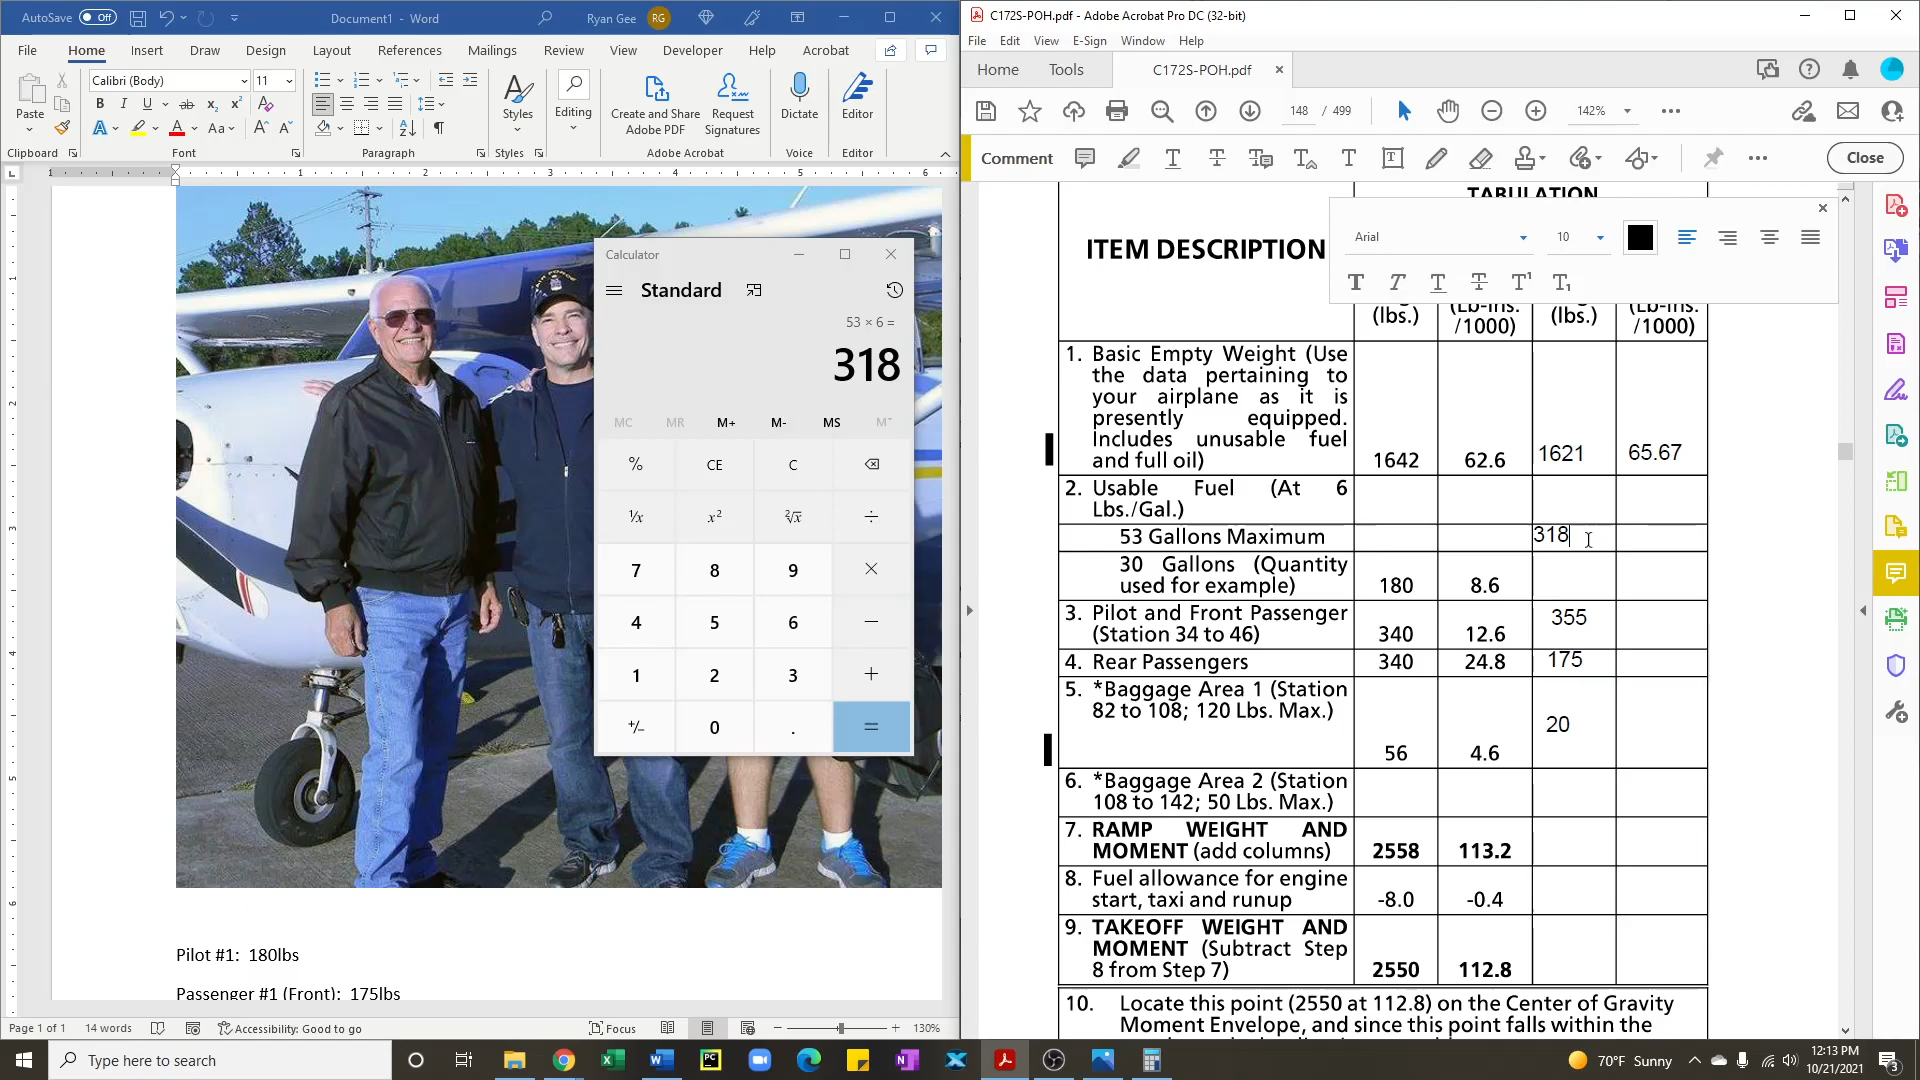 AutoSave Off
Document1 - Word
Ryan Gee RG
File Home Insert Draw Design Layout References Mailings Review View Developer Help Acrobat
Paste
Calibri (Body) 11
Styles
Editing
Create and Share Adobe PDF
Request Signatures
Dictate
Editor
Clipboard Font Paragraph Styles Adobe Acrobat Voice Editor
1 1 2 3 4 5 6
AIR FORCE
Calculator
Standard
53 × 6 =
318
MC MR M+ M- MS M˅
% CE C
¹/x x² ²√x ÷
7 8 9 ×
4 5 6 −
1 2 3 +
+/− 0 . =
Pilot #1: 180lbs
Passenger #1 (Front): 175lbs
Page 1 of 1 14 words Accessibility: Good to go Focus 130%
C172S-POH.pdf - Adobe Acrobat Pro DC (32-bit)
File Edit View E-Sign Window Help
Home Tools C172S-POH.pdf ×
148 / 499 142%
Comment Close
TABULATION
Arial 10
ITEM DESCRIPTION
(lbs.) (Lb-ins. /1000) (lbs.) (Lb-ins. /1000)
1. Basic Empty Weight (Use
the data pertaining to
your airplane as it is
presently equipped.
Includes unusable fuel
and full oil) 1642 62.6 1621 65.67
2. Usable Fuel (At 6
Lbs./Gal.)
53 Gallons Maximum 318
30 Gallons (Quantity
used for example) 180 8.6
3. Pilot and Front Passenger
(Station 34 to 46) 340 12.6 355
4. Rear Passengers 340 24.8 175
5. *Baggage Area 1 (Station
82 to 108; 120 Lbs. Max.) 56 4.6 20
6. *Baggage Area 2 (Station
108 to 142; 50 Lbs. Max.)
7. RAMP WEIGHT AND
MOMENT (add columns) 2558 113.2
8. Fuel allowance for engine
start, taxi and runup -8.0 -0.4
9. TAKEOFF WEIGHT AND
MOMENT (Subtract Step
8 from Step 7) 2550 112.8
10. Locate this point (2550 at 112.8) on the Center of Gravity
Moment Envelope, and since this point falls within the
Type here to search
70°F Sunny
12:13 PM
10/21/2021
3